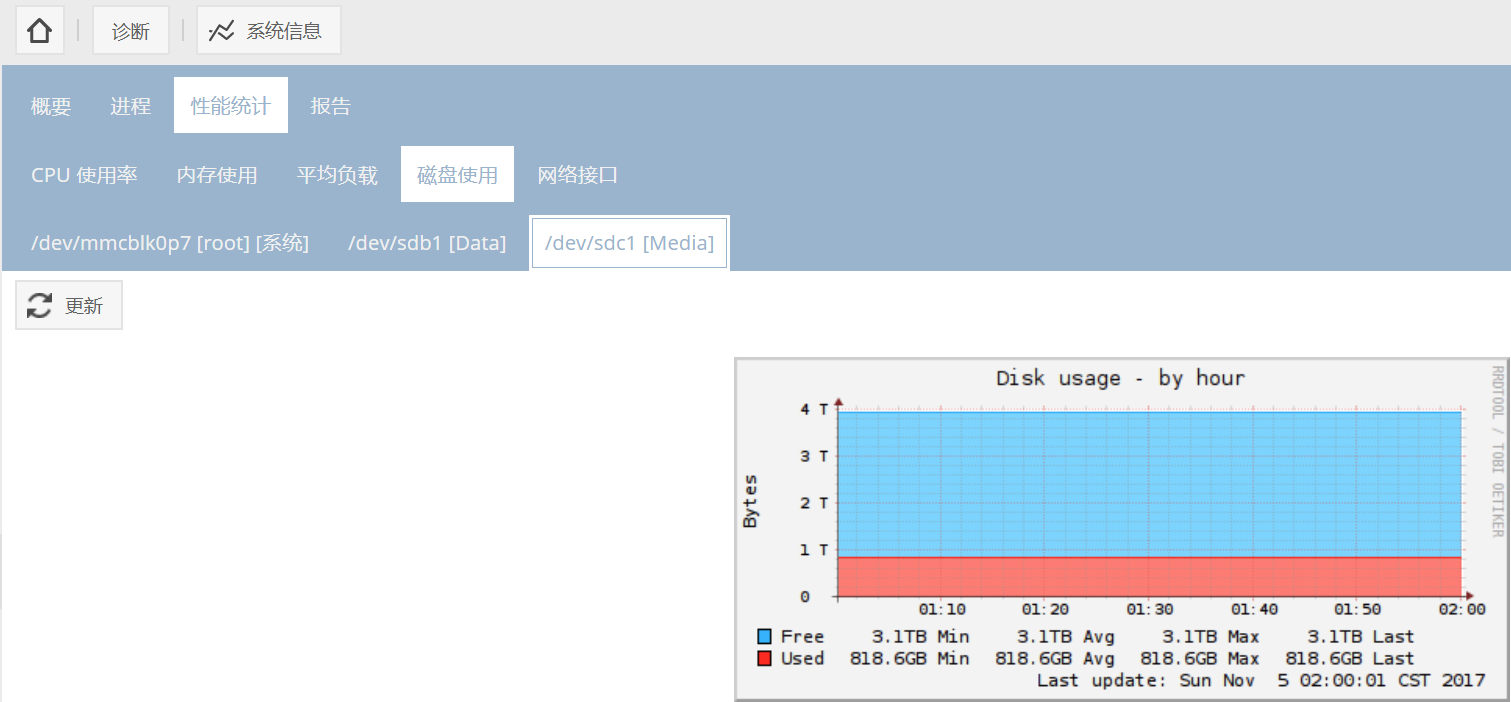 诊断 系统信息
概要 进程 性能统计 报告
CPU 使用率 内存使用 平均负载 磁盘使用 网络接口
/dev/mmcblk0p7 [root] [系统] /dev/sdb1 [Data] /dev/sdc1 [Media]
更新
Disk usage - by hour
RRDTOOL / TOBI OETIKER
Bytes
4 T
3 T
2 T
1 T
0
01:10 01:20 01:30 01:40 01:50 02:00
Free 3.1TB Min 3.1TB Avg 3.1TB Max 3.1TB Last
Used 818.6GB Min 818.6GB Avg 818.6GB Max 818.6GB Last
Last update: Sun Nov 5 02:00:01 CST 2017